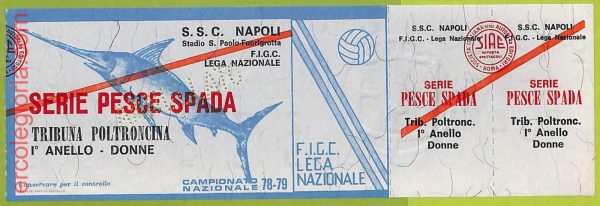 S.S.C. NAPOLI
Stadio S. Paolo-Fuorigrotta
F.I.G.C.
LEGA NAZIONALE
SERIE PESCE SPADA
TRIBUNA POLTRONCINA
I° ANELLO - DONNE
Conservare per il controllo
CAMPIONATO
NAZIONALE 78-79
F.I.G.C.
LEGA
NAZIONALE
S.S.C. NAPOLI
F.I.G.C. - Lega Nazionale
SERIE
PESCE SPADA
Trib. Poltronc.
I° Anello
Donne
S.S.C. NAPOLI
F.I.G.C. - Lega Nazionale
SIAE
ROMA
SERIE
PESCE SPADA
Trib. Poltronc.
I° Anello
Donne